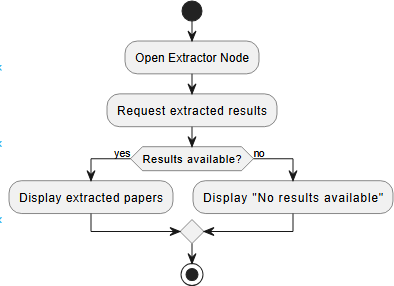 Open Extractor Node
Request extracted results
yes
Results available?
no
Display extracted papers
Display "No results available"